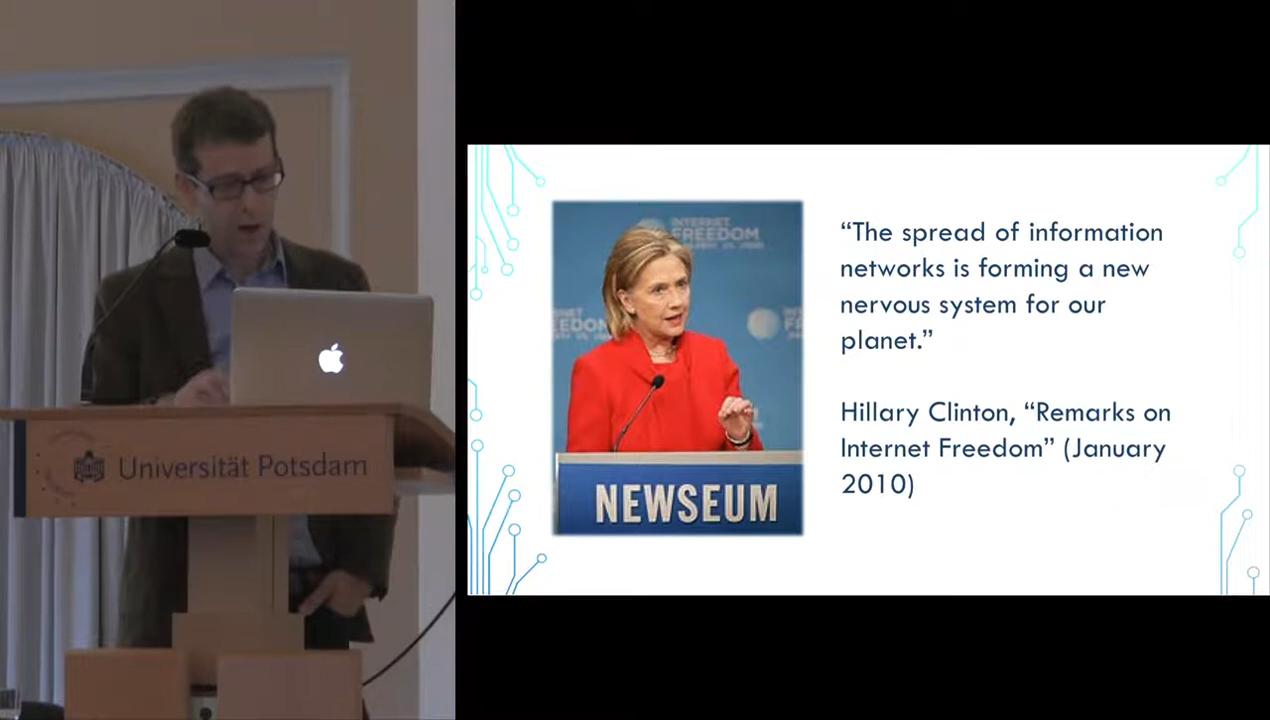 Universität Potsdam
INTERNET
FREEDOM
NEWSEUM
“The spread of information
networks is forming a new
nervous system for our
planet.”
Hillary Clinton, “Remarks on
Internet Freedom” (January
2010)